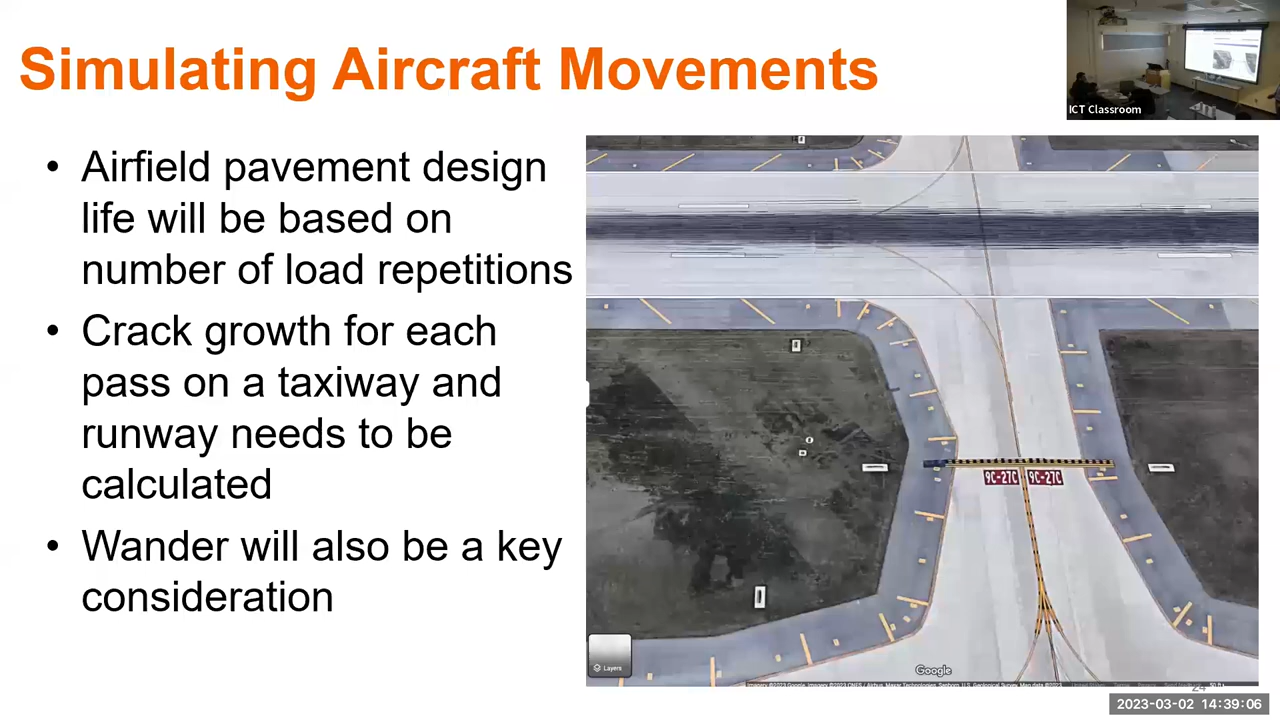 Simulating Aircraft Movements
ICT Classroom
• Airfield pavement design
life will be based on
number of load repetitions
• Crack growth for each
pass on a taxiway and
runway needs to be
calculated
• Wander will also be a key
consideration
9C-27C 9C-27C
Layers
Google
24
2023-03-02 14:39:06